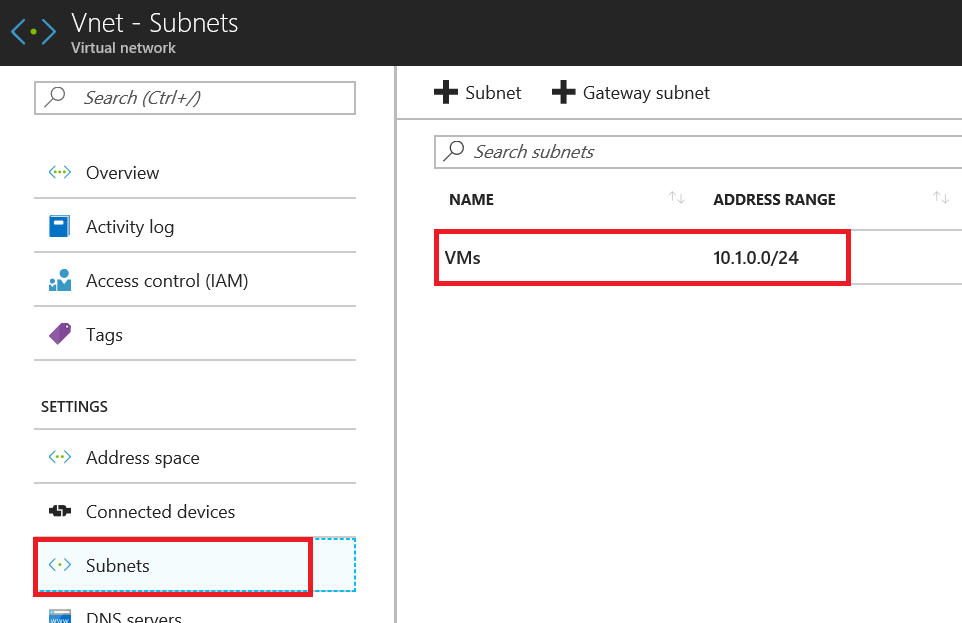 Vnet - Subnets
Virtual network
Search (Ctrl+/)
Overview
Activity log
Access control (IAM)
Tags
SETTINGS
Address space
Connected devices
Subnets
DNS servers
Subnet Gateway subnet
Search subnets
NAME ADDRESS RANGE
VMs 10.1.0.0/24